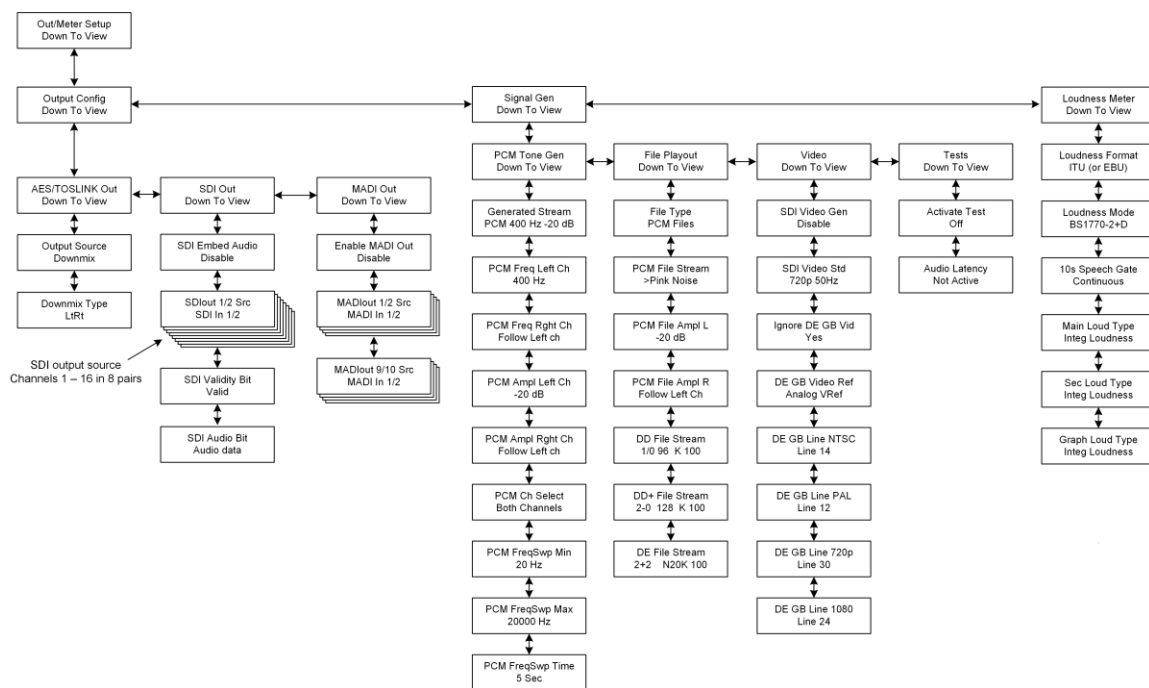 Out/Meter Setup
Down To View
Output Config
Down To View
Signal Gen
Down To View
Loudness Meter
Down To View
AES/TOSLINK Out
Down To View
Output Source
Downmix
Downmix Type
LtRt
SDI Out
Down To View
SDI Embed Audio
Disable
SDIout 1/2 Src
SDI In 1/2
SDI output source
Channels 1 – 16 in 8 pairs
SDI Validity Bit
Valid
SDI Audio Bit
Audio data
MADI Out
Down To View
Enable MADI Out
Disable
MADIout 1/2 Src
MADI In 1/2
MADIout 9/10 Src
MADI In 1/2
PCM Tone Gen
Down To View
Generated Stream
PCM 400 Hz -20 dB
PCM Freq Left Ch
400 Hz
PCM Freq Rght Ch
Follow Left ch
PCM Ampl Left Ch
-20 dB
PCM Ampl Rght Ch
Follow Left ch
PCM Ch Select
Both Channels
PCM FreqSwp Min
20 Hz
PCM FreqSwp Max
20000 Hz
PCM FreqSwp Time
5 Sec
File Playout
Down To View
File Type
PCM Files
PCM File Stream
>Pink Noise
PCM File Ampl L
-20 dB
PCM File Ampl R
Follow Left Ch
DD File Stream
1/0 96 K 100
DD+ File Stream
2-0 128 K 100
DE File Stream
2+2 N20K 100
Video
Down To View
SDI Video Gen
Disable
SDI Video Std
720p 50Hz
Ignore DE GB Vid
Yes
DE GB Video Ref
Analog VRef
DE GB Line NTSC
Line 14
DE GB Line PAL
Line 12
DE GB Line 720p
Line 30
DE GB Line 1080
Line 24
Tests
Down To View
Activate Test
Off
Audio Latency
Not Active
Loudness Format
ITU (or EBU)
Loudness Mode
BS1770-2+D
10s Speech Gate
Continuous
Main Loud Type
Integ Loudness
Sec Loud Type
Integ Loudness
Graph Loud Type
Integ Loudness